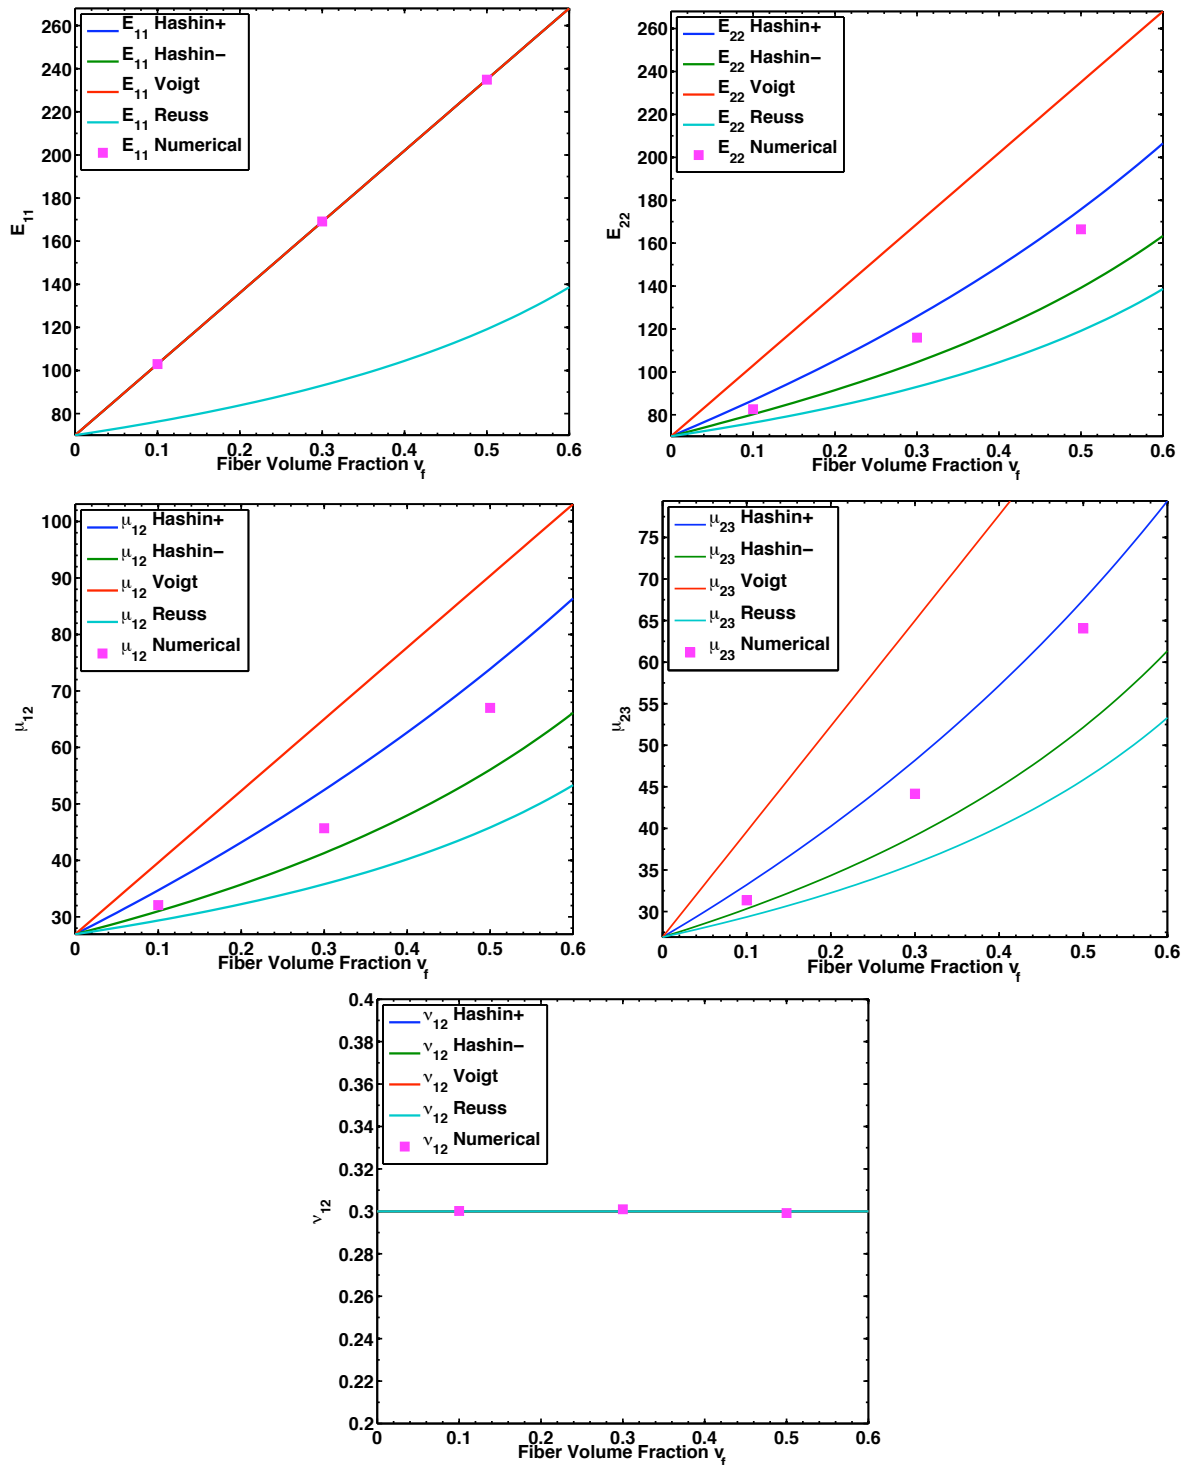 E11 Hashin+
E11 Hashin−
E11 Voigt
E11 Reuss
E11 Numerical
260
240
220
200
180
160
140
120
100
80
E11
0 0.1 0.2 0.3 0.4 0.5 0.6
Fiber Volume Fraction vf
E22 Hashin+
E22 Hashin−
E22 Voigt
E22 Reuss
E22 Numerical
260
240
220
200
180
160
140
120
100
80
E22
0 0.1 0.2 0.3 0.4 0.5 0.6
Fiber Volume Fraction vf
μ12 Hashin+
μ12 Hashin−
μ12 Voigt
μ12 Reuss
μ12 Numerical
100
90
80
70
60
50
40
30
μ12
0 0.1 0.2 0.3 0.4 0.5 0.6
Fiber Volume Fraction vf
μ23 Hashin+
μ23 Hashin−
μ23 Voigt
μ23 Reuss
μ23 Numerical
75
70
65
60
55
50
45
40
35
30
μ23
0 0.1 0.2 0.3 0.4 0.5 0.6
Fiber Volume Fraction vf
ν12 Hashin+
ν12 Hashin−
ν12 Voigt
ν12 Reuss
ν12 Numerical
0.4
0.38
0.36
0.34
0.32
0.3
0.28
0.26
0.24
0.22
0.2
ν12
0 0.1 0.2 0.3 0.4 0.5 0.6
Fiber Volume Fraction vf